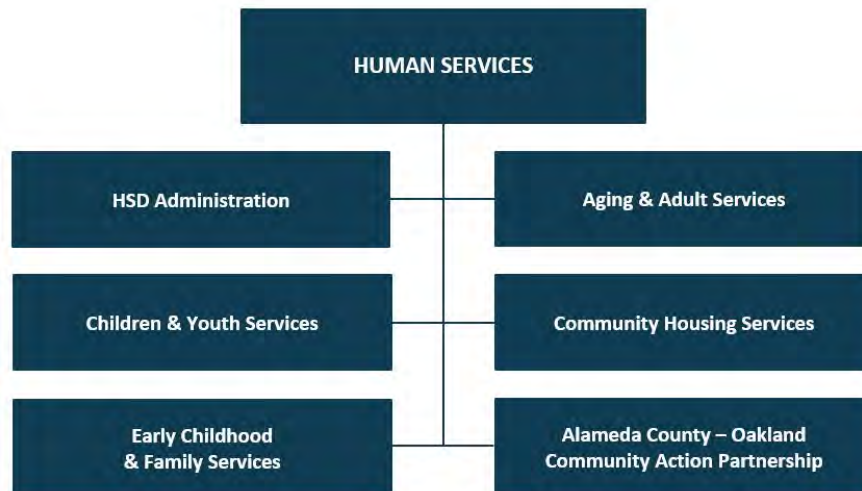 HUMAN SERVICES
HSD Administration
Aging & Adult Services
Children & Youth Services
Community Housing Services
Early Childhood
& Family Services
Alameda County – Oakland
Community Action Partnership